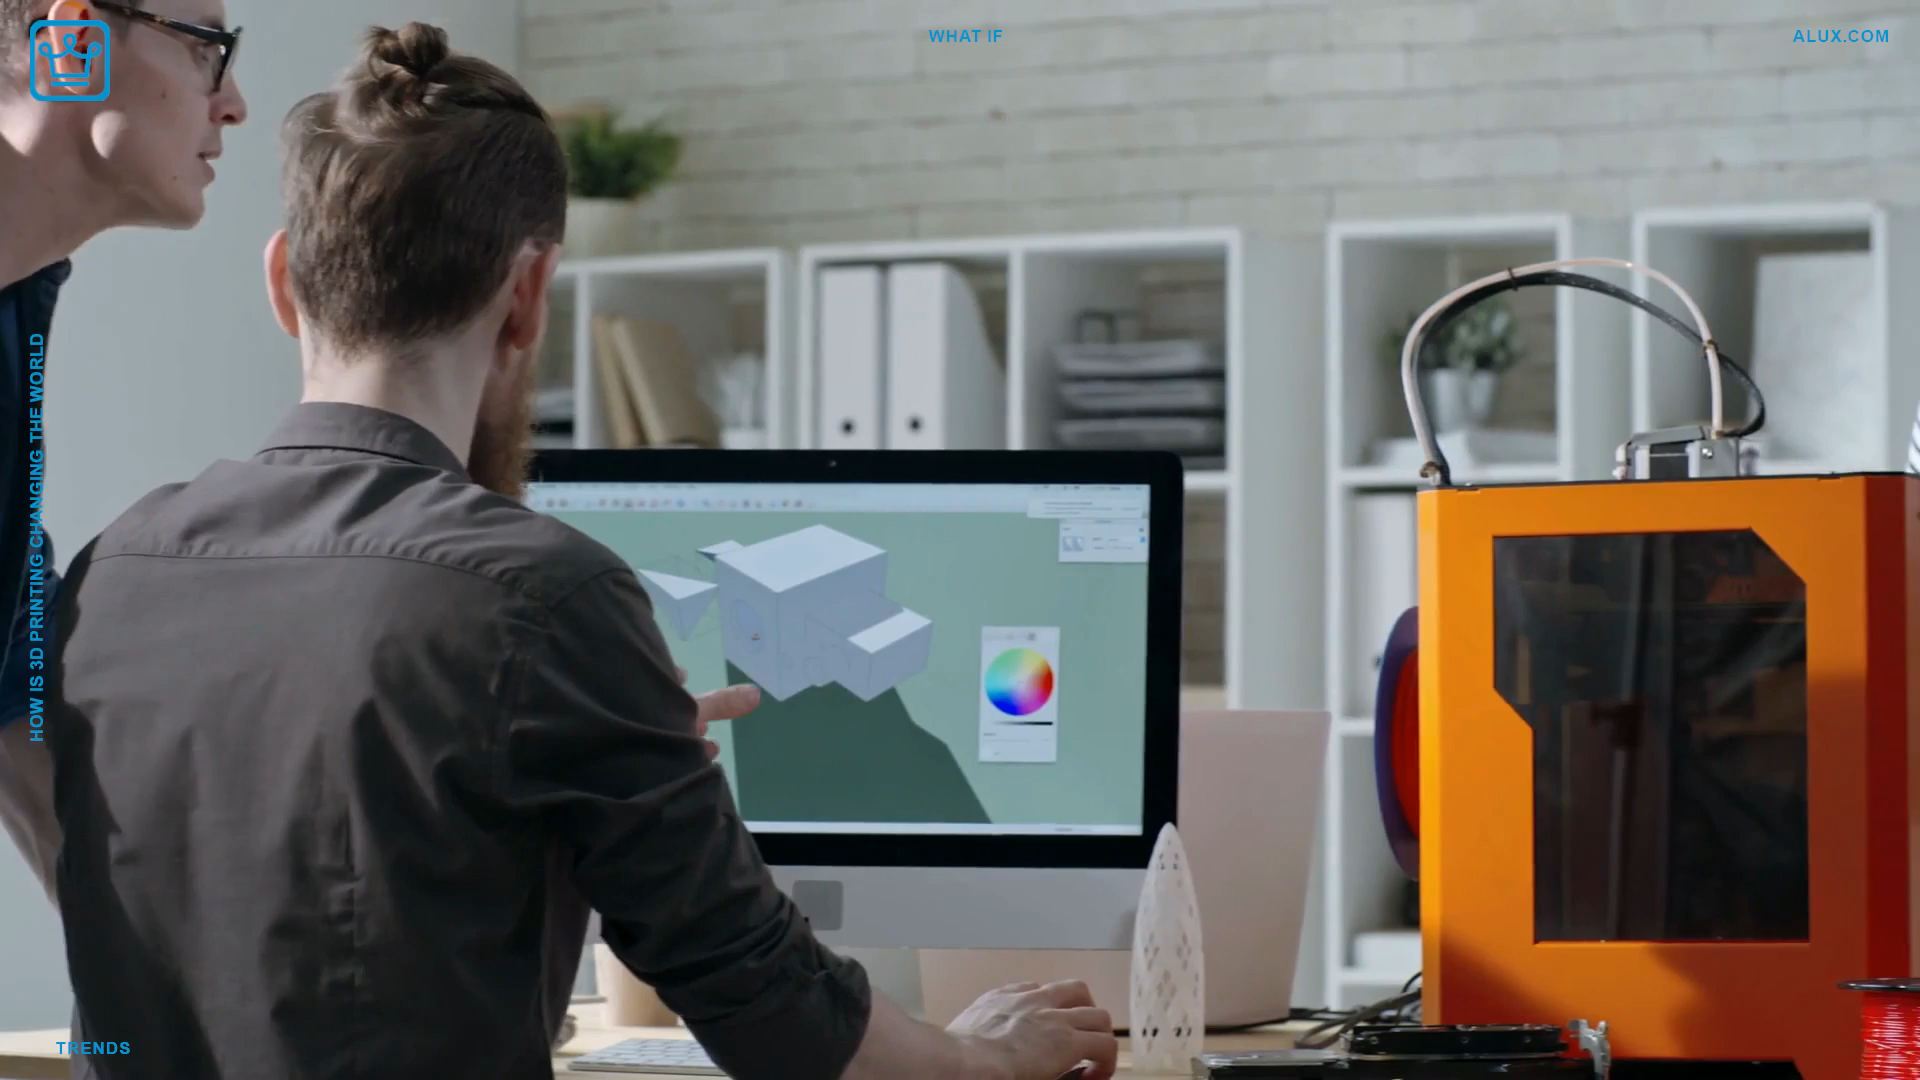 WHAT IF
ALUX.COM
HOW IS 3D PRINTING CHANGING THE WORLD
TRENDS